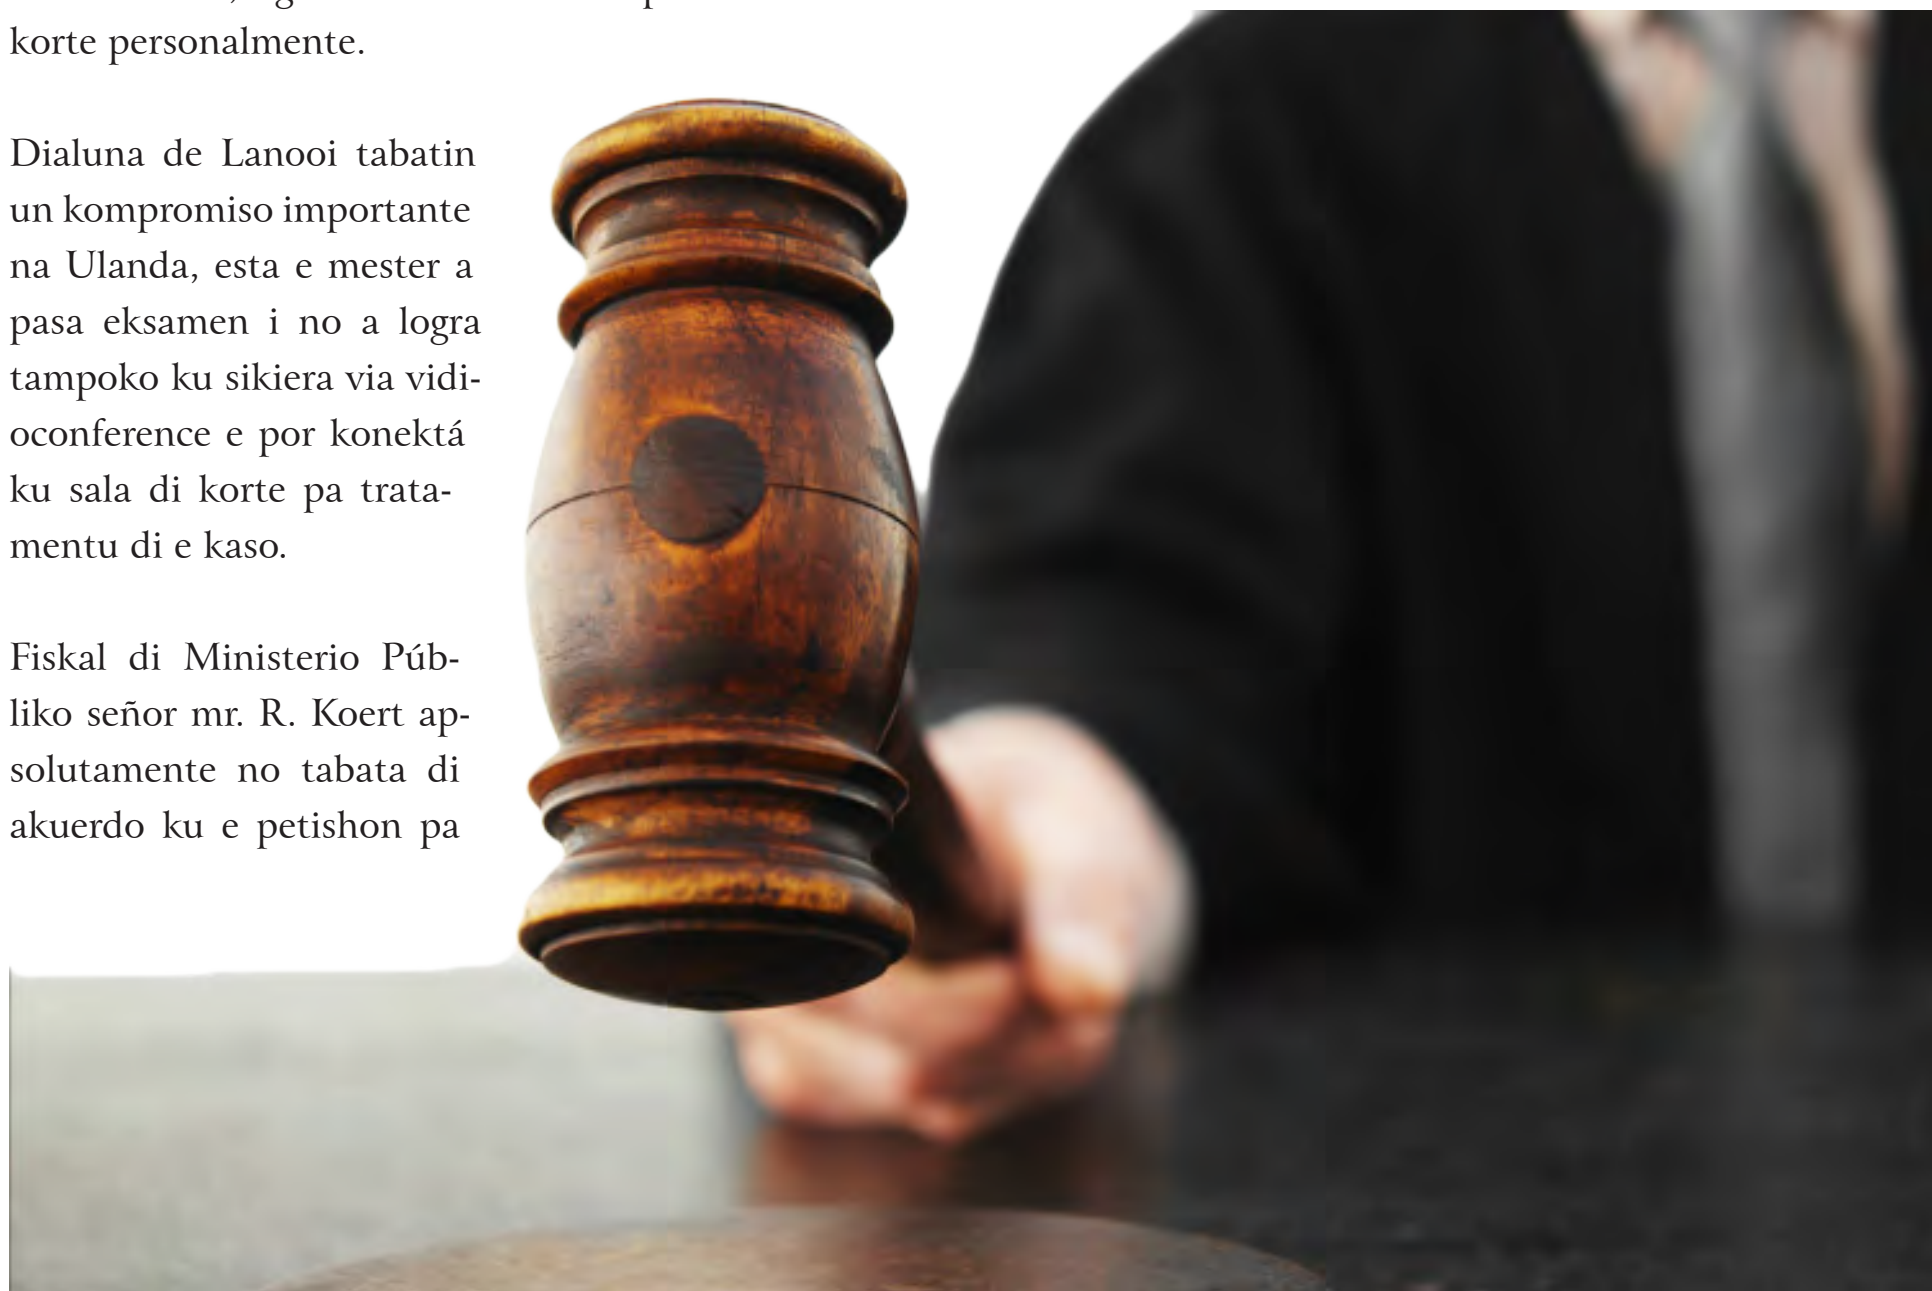 korte personalmente.
Dialuna de Lanooi tabatin
un kompromiso importante
na Ulanda, esta e mester a
pasa eksamen i no a logra
tampoko ku sikiera via vidi-
oconference e por konektá
ku sala di korte pa trata-
mentu di e kaso.
Fiskal di Ministerio Púb-
liko señor mr. R. Koert ap-
solutamente no tabata di
akuerdo ku e petishon pa